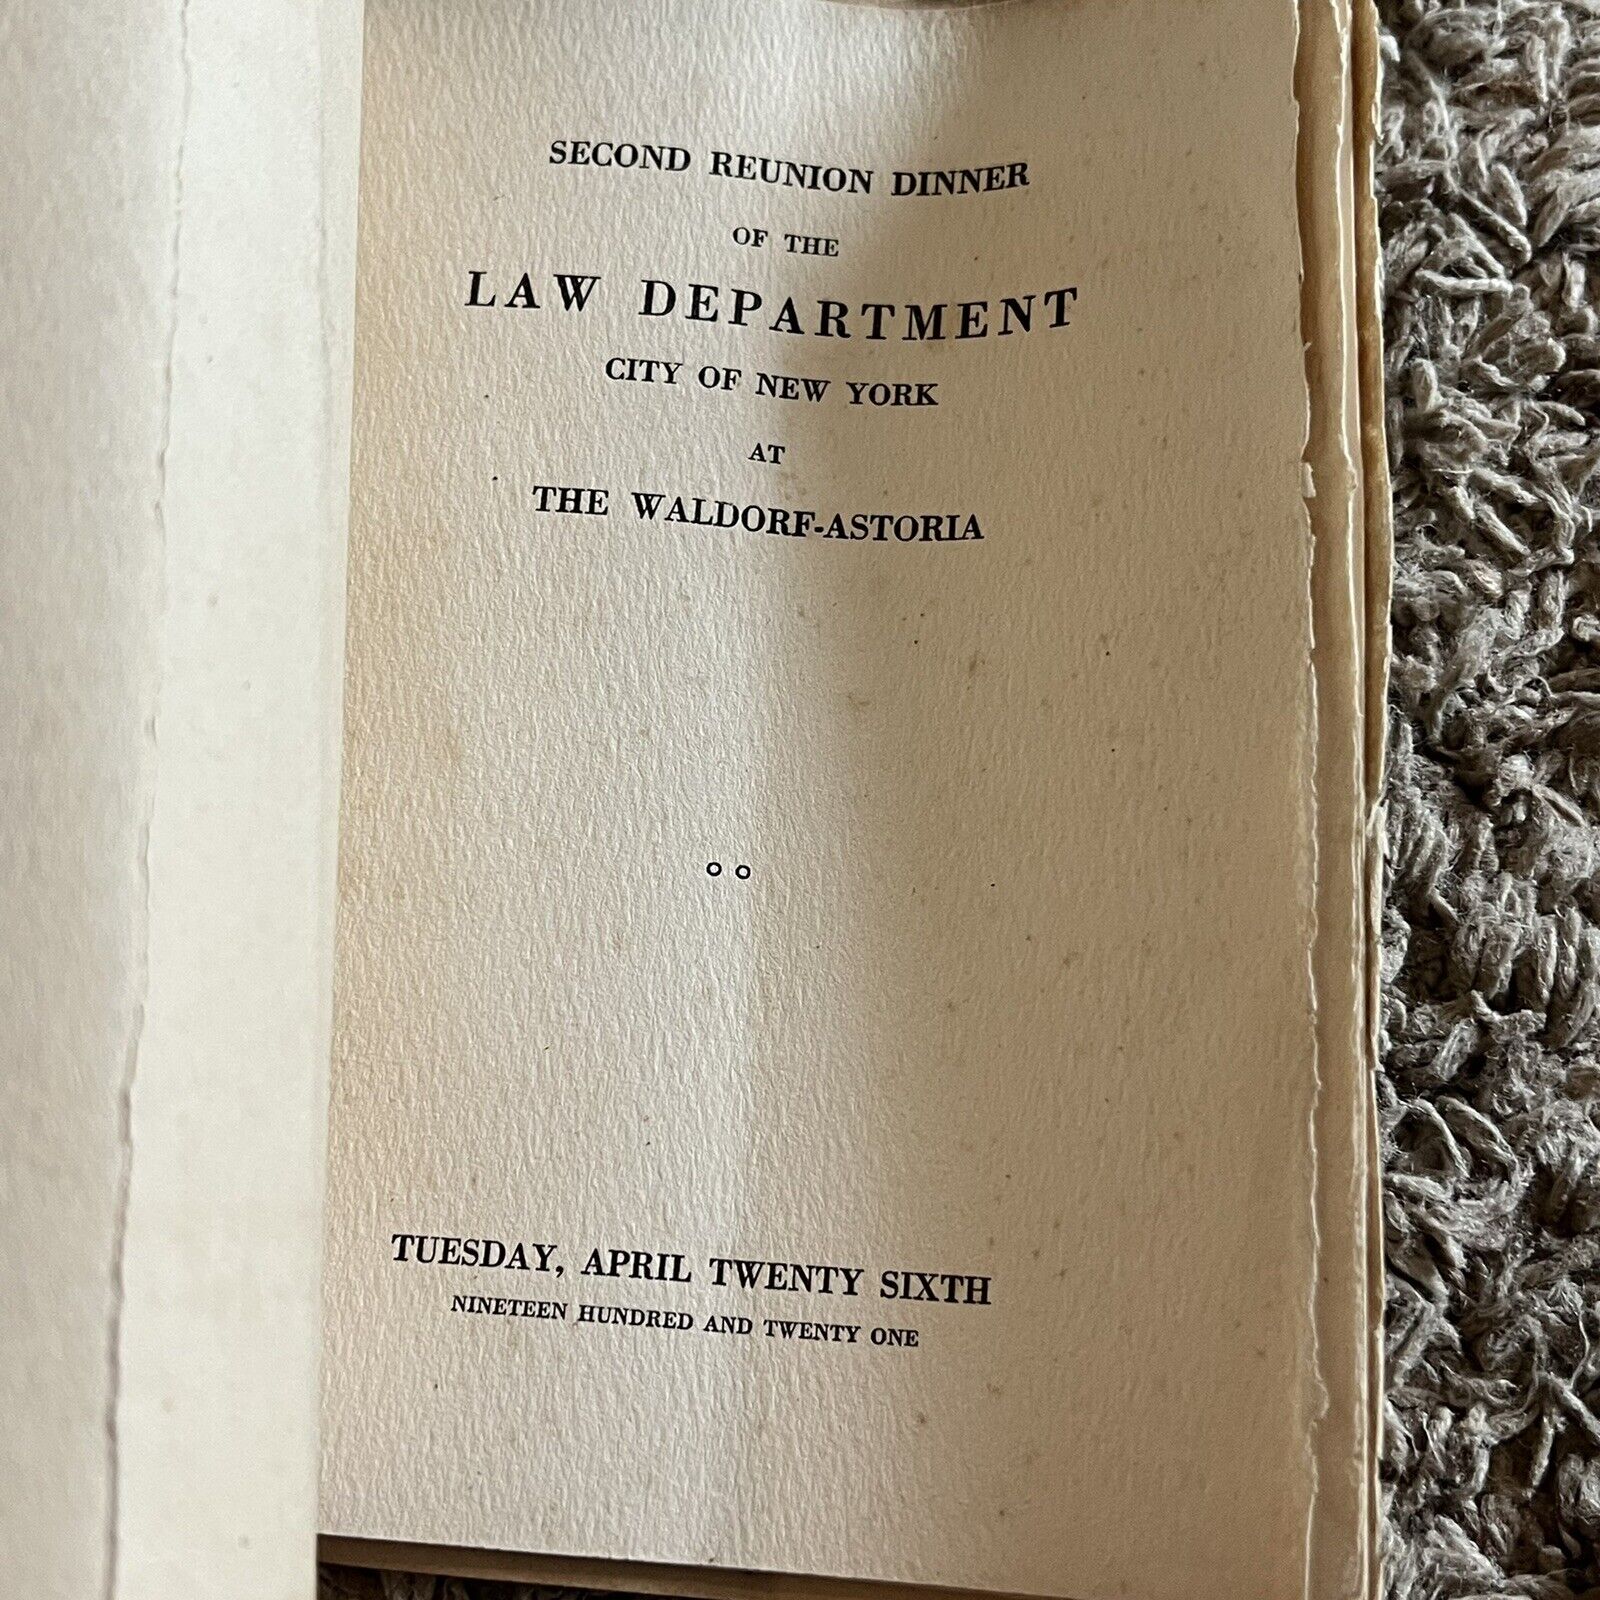 SECOND REUNION DINNER
OF THE
LAW DEPARTMENT
CITY OF NEW YORK
AT
THE WALDORF-ASTORIA
TUESDAY, APRIL TWENTY SIXTH
NINETEEN HUNDRED AND TWENTY ONE